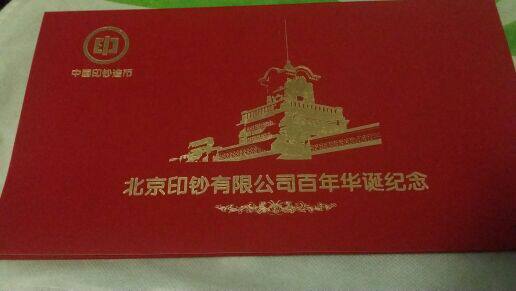 印
中国印钞造币
北京印钞有限公司百年华诞纪念